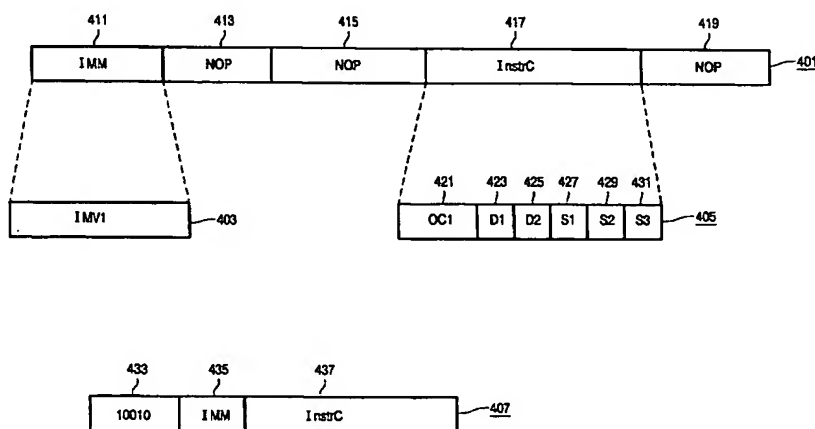 411 413 415 417 419
IMM NOP NOP InstrC NOP 401
421 423 425 427 429 431
IMV1 403 OC1 D1 D2 S1 S2 S3 405
433 435 437
10010 IMM InstrC 407